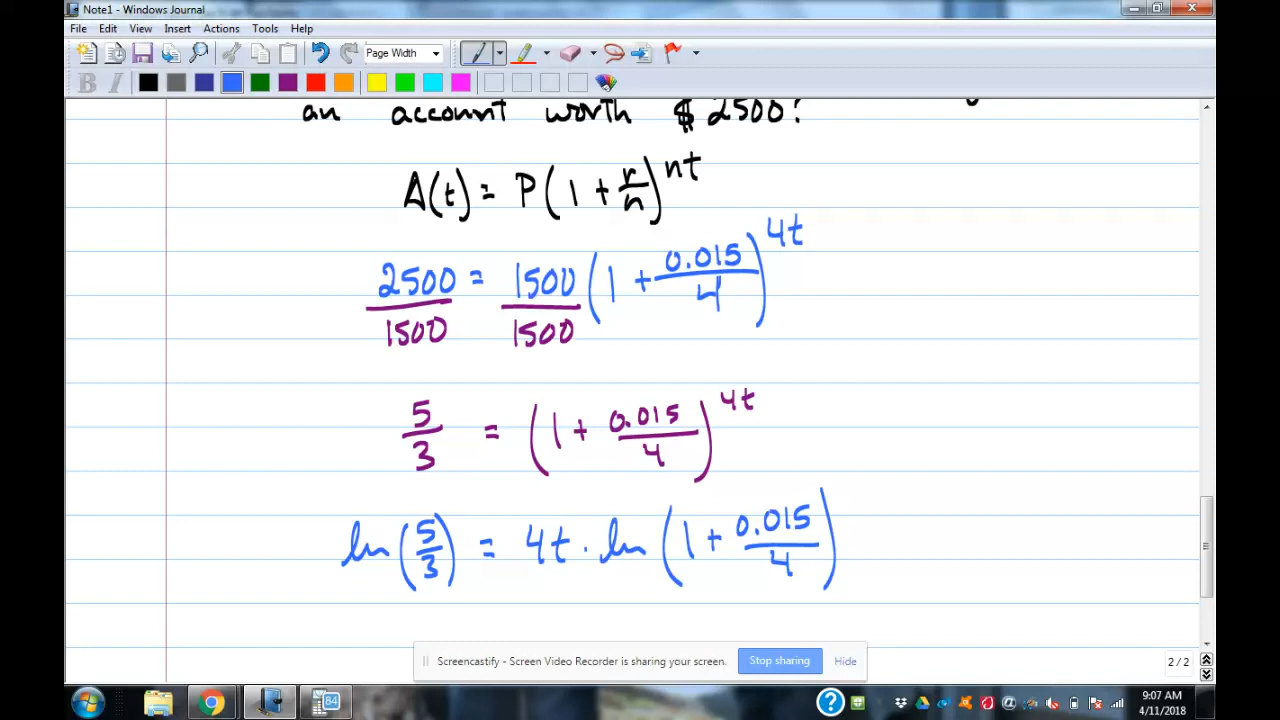 Note1 - Windows Journal
File Edit View Insert Actions Tools Help
Page Width
B I
an account worth $ 2500?
A(t) = P(1 + r/n)^nt
2500/1500 = 1500/1500 (1 + 0.015/4)^4t
5/3 = (1 + 0.015/4)^4t
ln(5/3) = 4t · ln(1 + 0.015/4)
Screencastify - Screen Video Recorder is sharing your screen. Stop sharing Hide
2 / 2
84
9:07 AM
4/11/2018